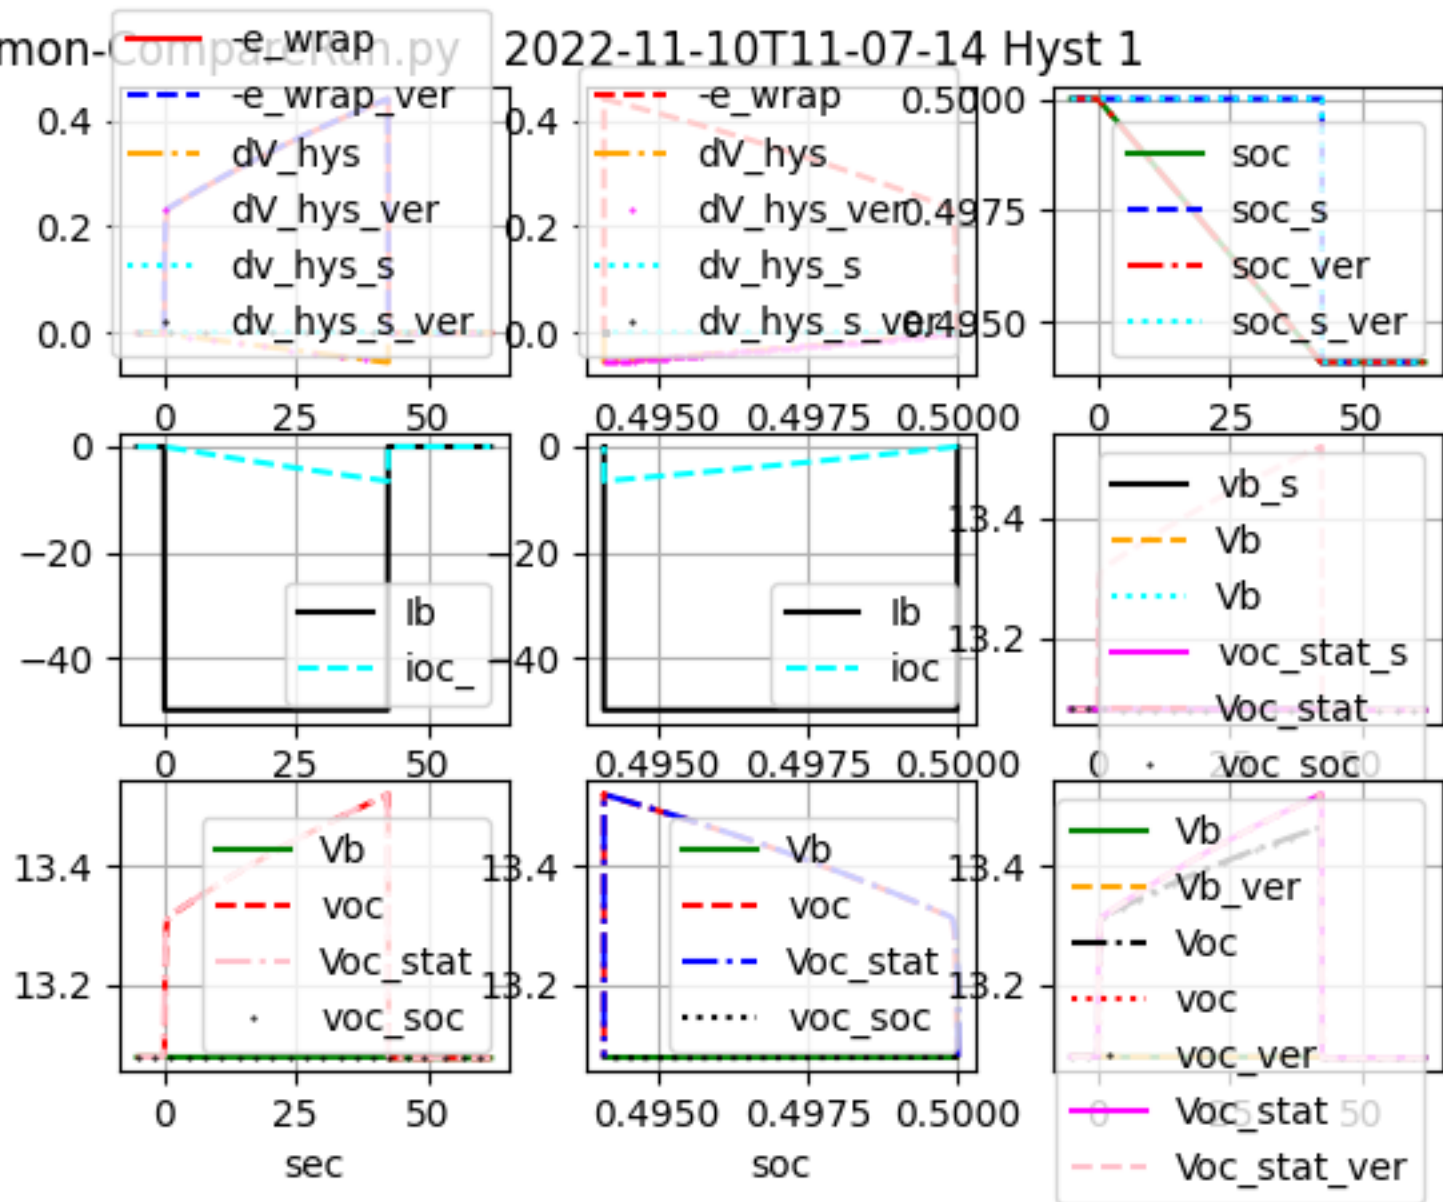 mon-CompareRun.py 2022-11-10T11-07-14 Hyst 1
-e_wrap
-e_wrap_ver
dV_hys
dV_hys_ver
dv_hys_s
dv_hys_s_ver
0.4
0.2
0.0
0 25 50
-e_wrap
dV_hys
dV_hys_ver
dv_hys_s
dv_hys_s_ver
0.4
0.2
0.0
0.4950 0.4975 0.5000
soc
soc_s
soc_ver
soc_s_ver
0.5000
0.4975
0.4950
0 25 50
0
−20
−40
Ib
ioc_
0 25 50
0
−20
−40
Ib
ioc
0.4950 0.4975 0.5000
13.4
13.2
vb_s
Vb
Vb
voc_stat_s
Voc_stat
voc_soc
0 25 50
13.4
13.2
Vb
voc
Voc_stat
voc_soc
0 25 50
sec
13.4
13.2
Vb
voc
Voc_stat
voc_soc
0.4950 0.4975 0.5000
soc
13.4
13.2
Vb
Vb_ver
Voc
voc
voc_ver
Voc_stat
Voc_stat_ver
0 25 50